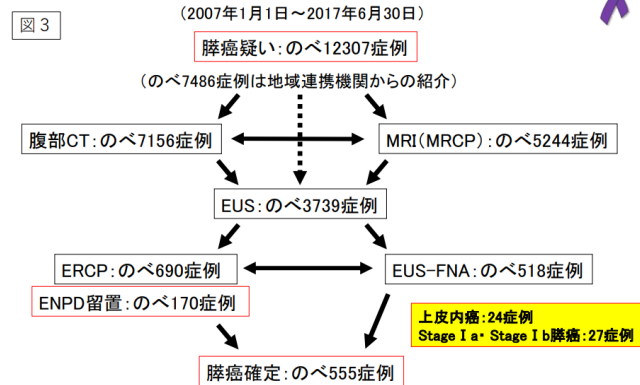 図3
(2007年1月1日～2017年6月30日)
膵癌疑い:のべ12307症例
(のべ7486症例は地域連携機関からの紹介)
腹部CT:のべ7156症例
MRI(MRCP):のべ5244症例
EUS:のべ3739症例
ERCP:のべ690症例
EUS-FNA:のべ518症例
ENPD留置:のべ170症例
上皮内癌:24症例
StageⅠa・StageⅠb膵癌:27症例
膵癌確定:のべ555症例